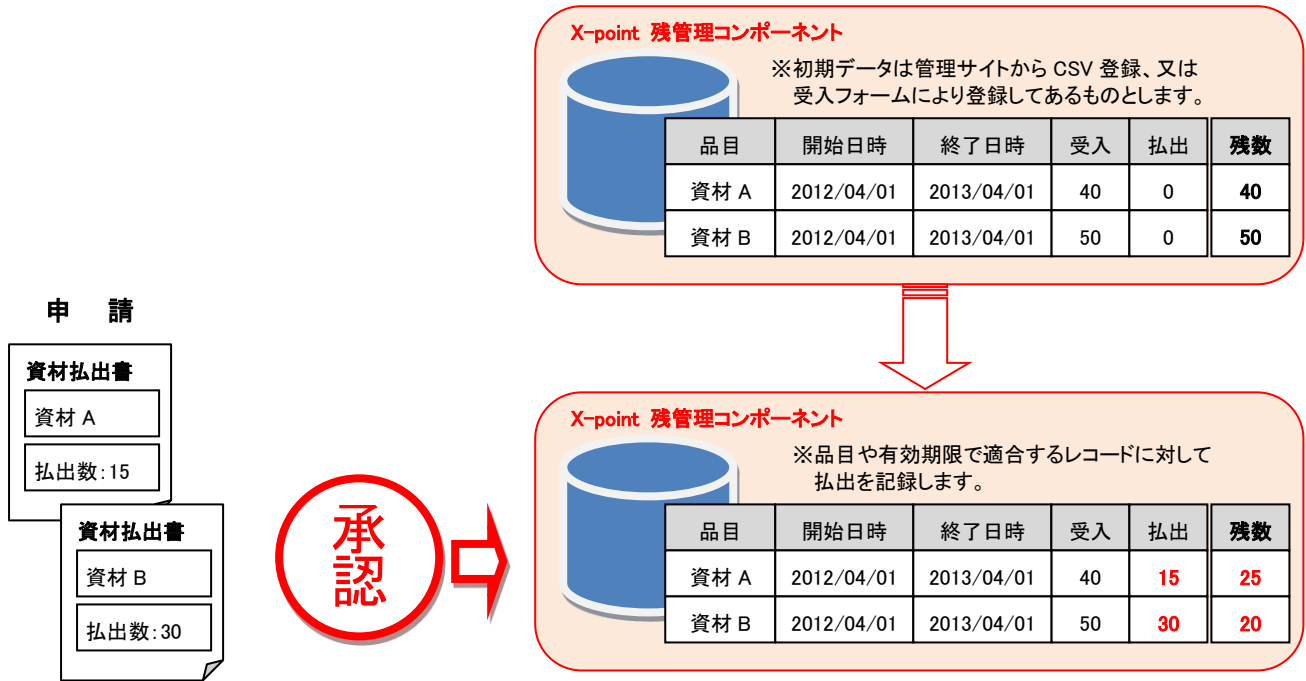 X-point 残管理コンポーネント
※初期データは管理サイトから CSV 登録、又は
受入フォームにより登録してあるものとします。
品目 開始日時 終了日時 受入 払出 残数
資材 A 2012/04/01 2013/04/01 40 0 40
資材 B 2012/04/01 2013/04/01 50 0 50
申 請
資材払出書
資材 A
払出数:15
資材払出書
資材 B
払出数:30
承認
X-point 残管理コンポーネント
※品目や有効期限で適合するレコードに対して
払出を記録します。
品目 開始日時 終了日時 受入 払出 残数
資材 A 2012/04/01 2013/04/01 40 15 25
資材 B 2012/04/01 2013/04/01 50 30 20